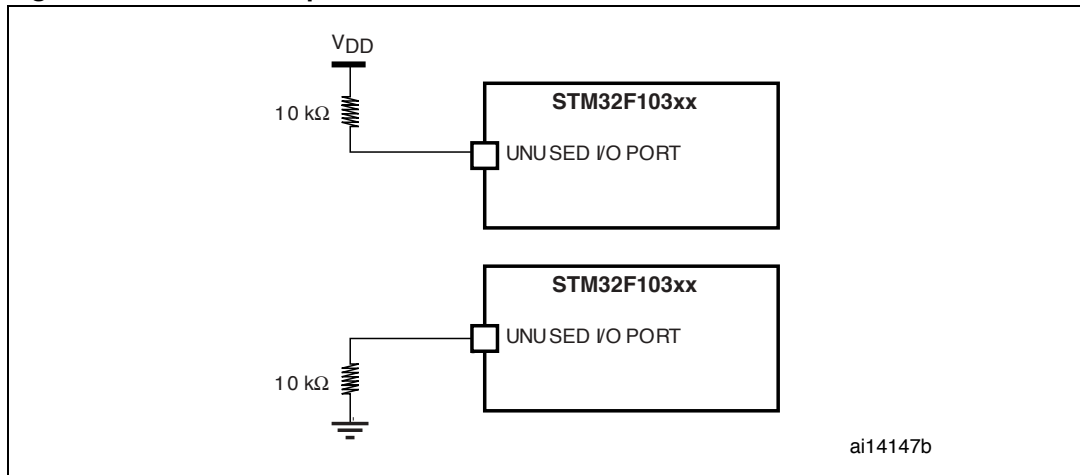 VDD
10 kΩ
STM32F103xx
UNUSED I/O PORT
STM32F103xx
UNUSED I/O PORT
10 kΩ
ai14147b